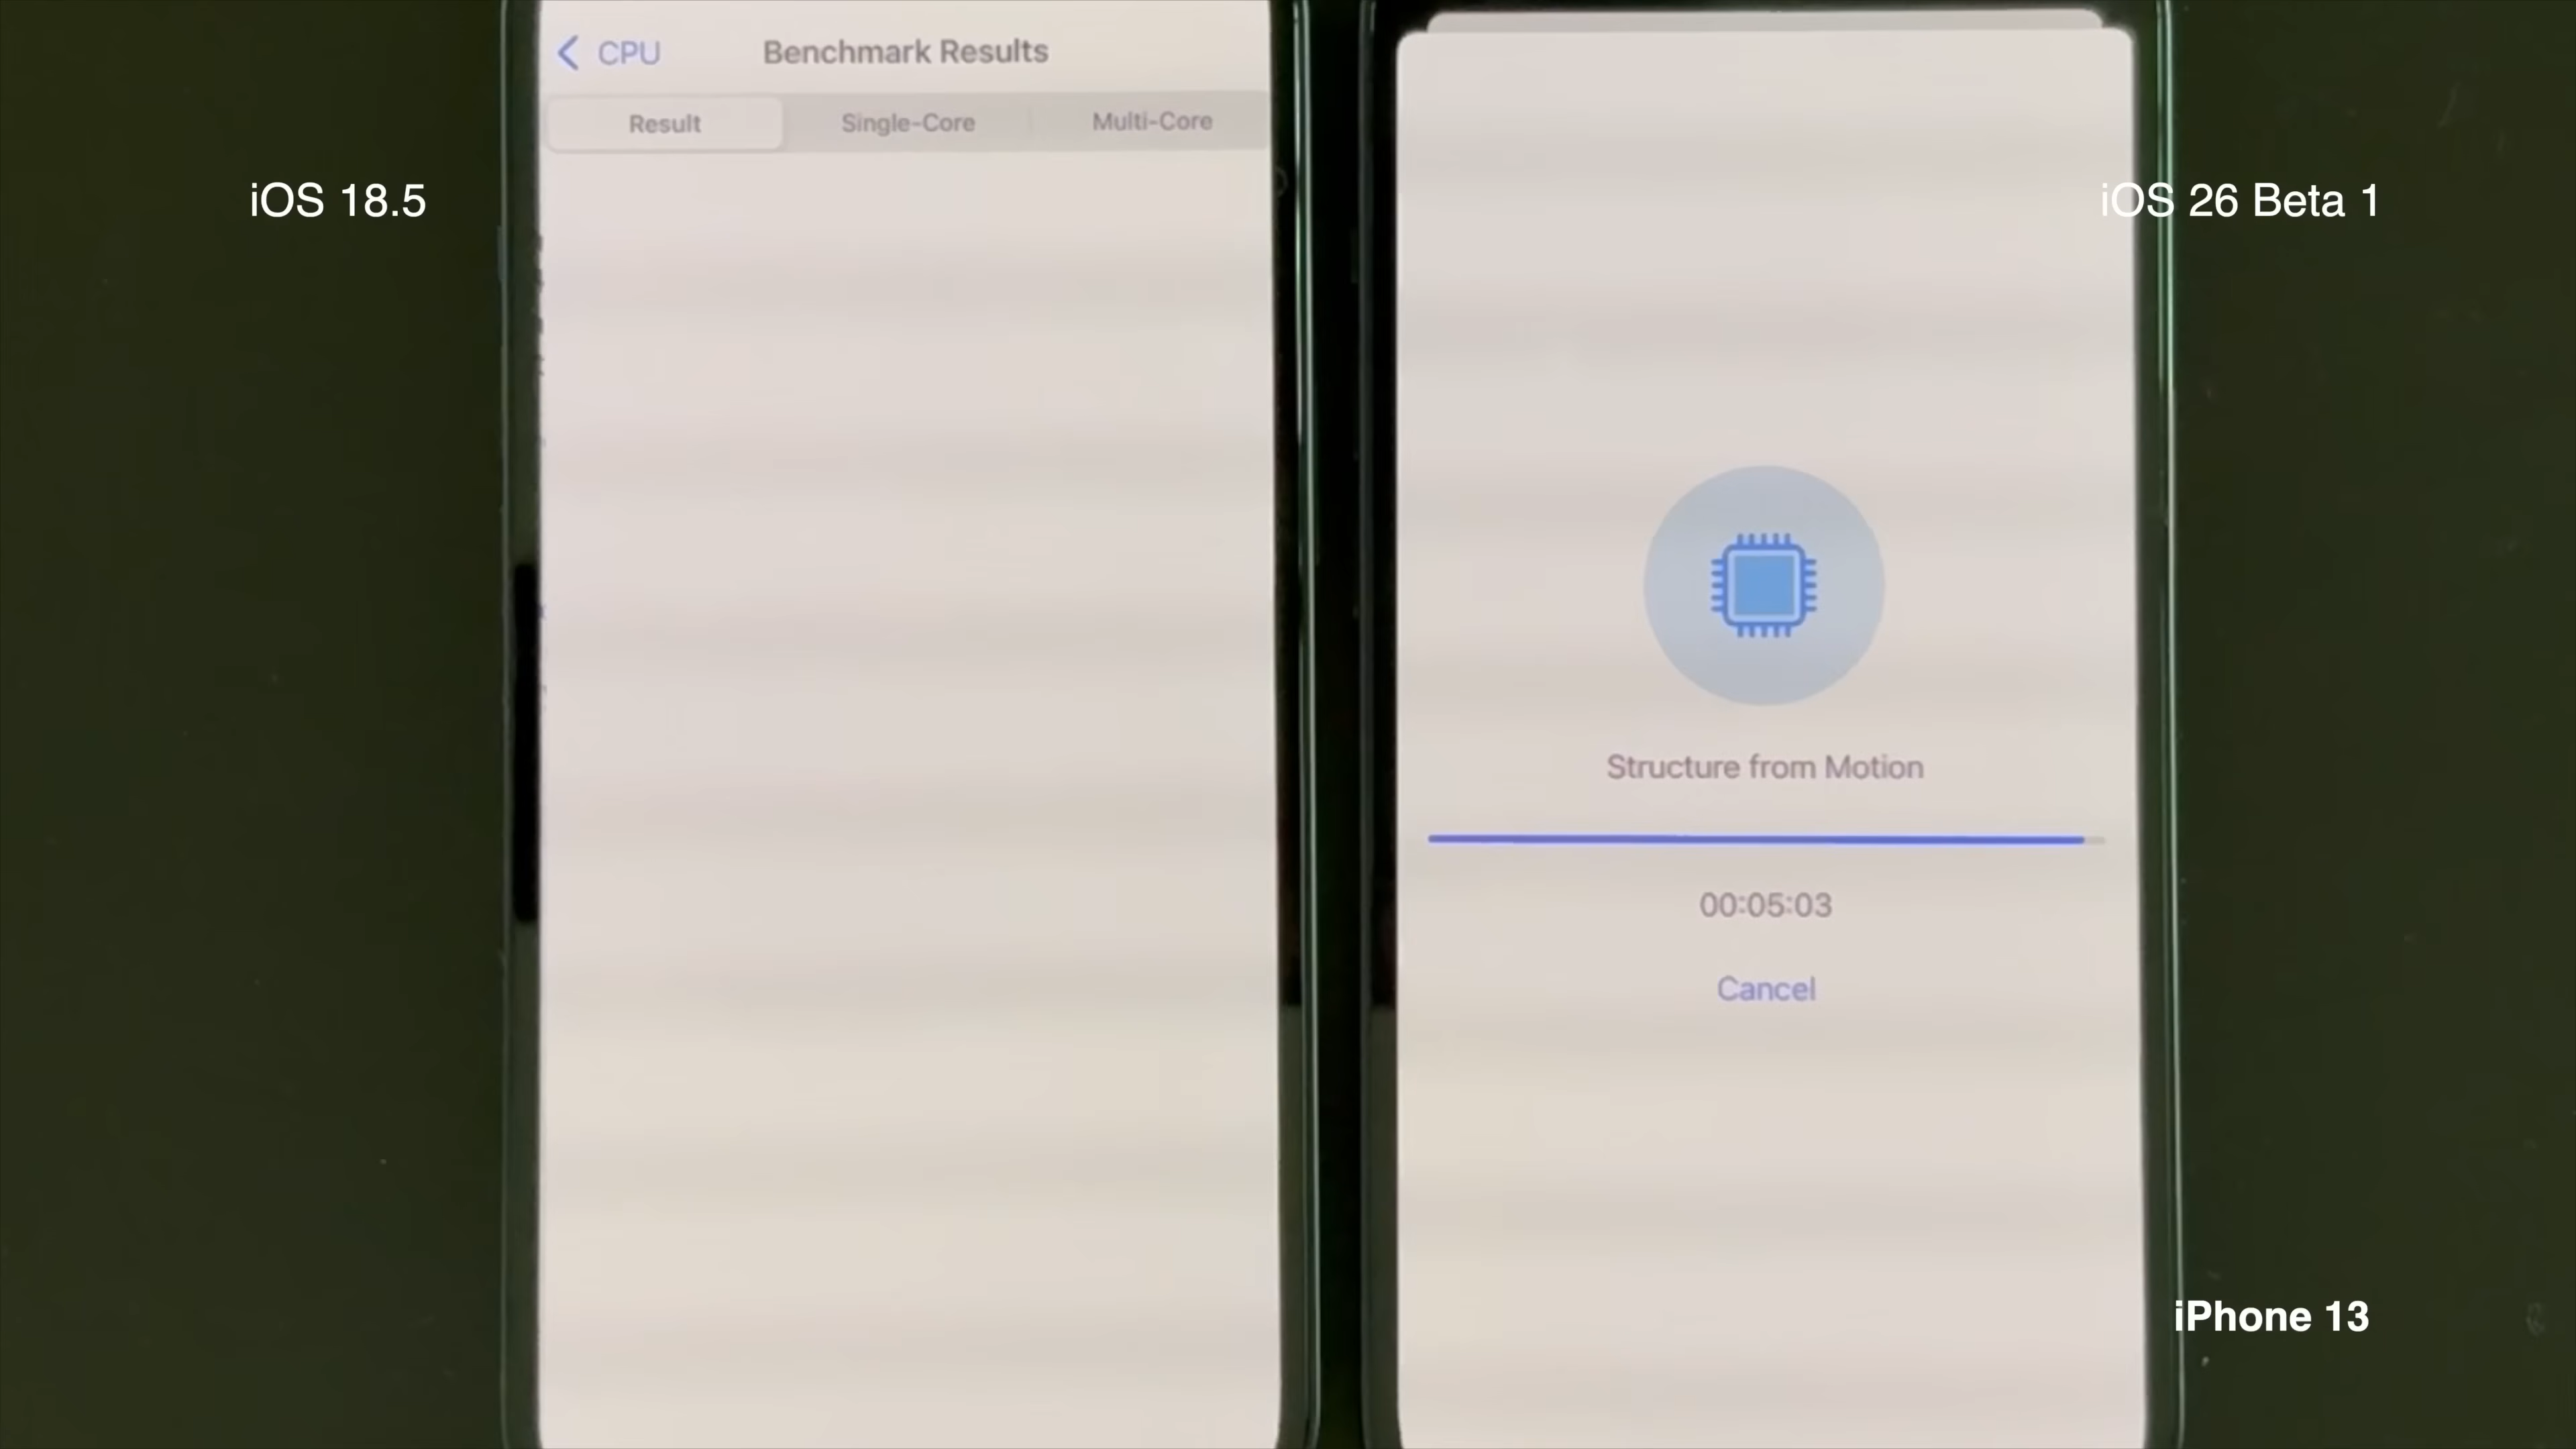 CPU
Benchmark Results
Result
Single-Core
Multi-Core
iOS 18.5
iOS 26 Beta 1
Structure from Motion
00:05:03
Cancel
iPhone 13